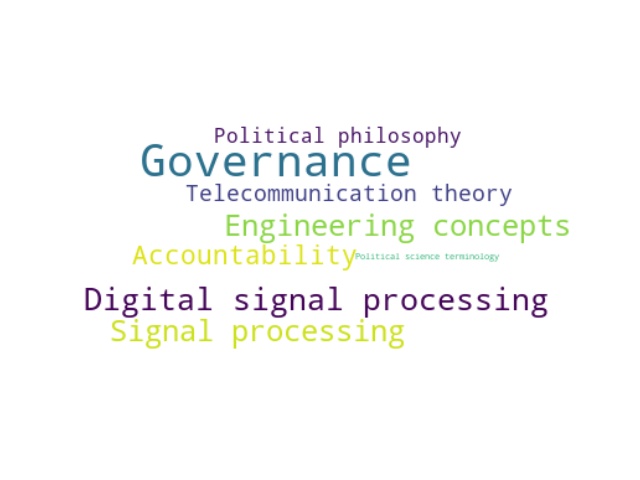 Political philosophy
Governance
Telecommunication theory
Engineering concepts
Accountability
Political science terminology
Digital signal processing
Signal processing